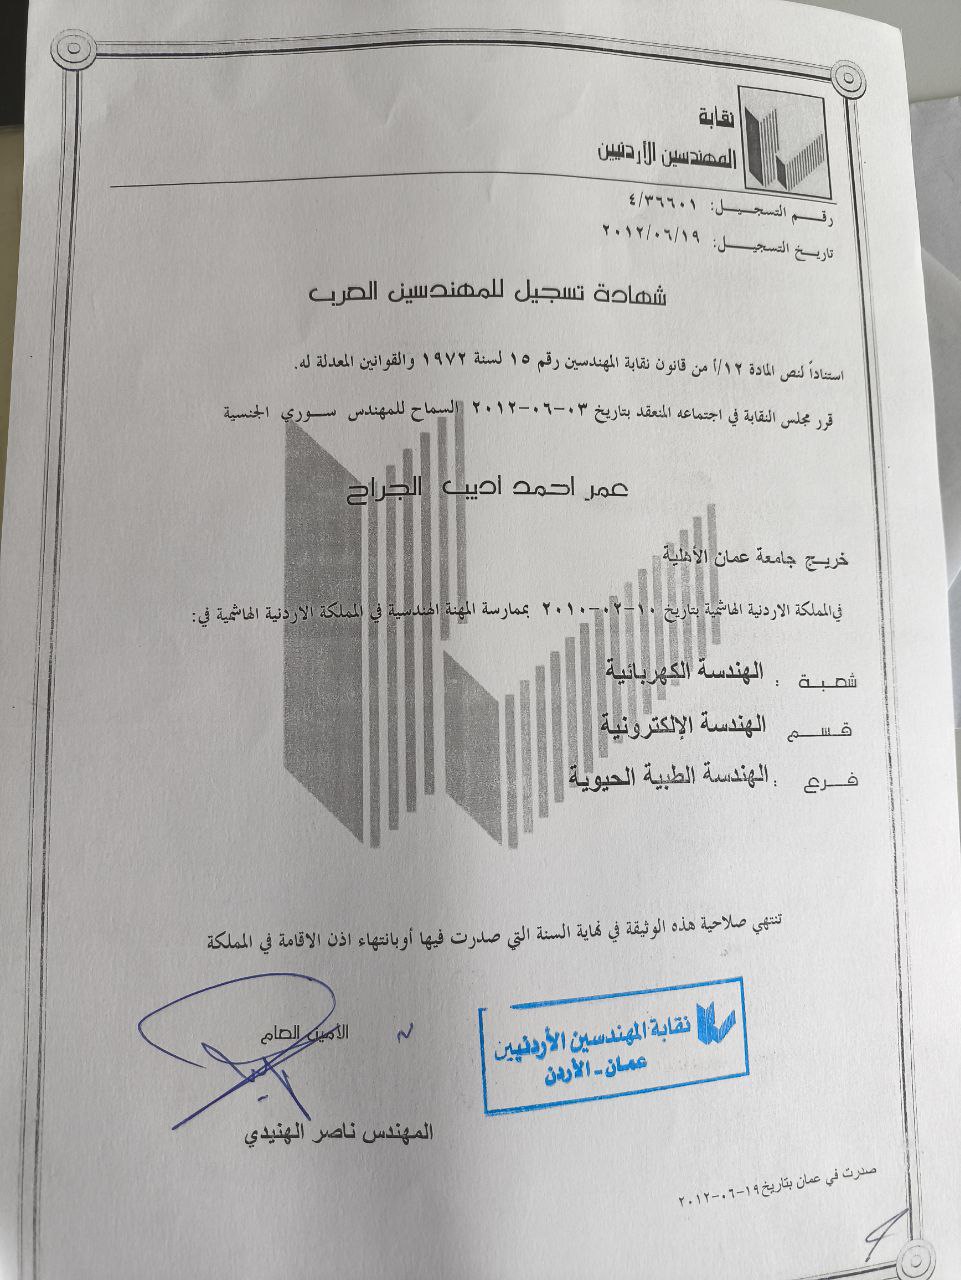 نقابة
المهندسين الأردنيين
رقم التسجيل: ٤/٣٦٦٠١
تاريخ التسجيل: ٢٠١٢/٠٦/١٩
شهادة تسجيل للمهندسين العرب
استناداً لنص المادة ١٢/أ من قانون نقابة المهندسين رقم ١٥ لسنة ١٩٧٢ والقوانين المعدلة له.
قرر مجلس النقابة في اجتماعه المنعقد بتاريخ ٠٣-٠٦-٢٠١٢ السماح للمهندس سوري الجنسية
عمر احمد اديب الجراح
خريج جامعة عمان الأهلية
في المملكة الاردنية الهاشمية بتاريخ ١٠-٠٢-٢٠١٠ بممارسة المهنة الهندسية في المملكة الاردنية الهاشمية في:
شعبة : الهندسة الكهربائية
قسم الهندسة الإلكترونية
فرع : الهندسة الطبية الحيوية
تنتهي صلاحية هذه الوثيقة في نهاية السنة التي صدرت فيها أو بانتهاء اذن الاقامة في المملكة
نقابة المهندسين الأردنيين
عمان - الأردن
الأمين العام
المهندس ناصر الهنيدي
صدرت في عمان بتاريخ ١٩-٠٦-٢٠١٢